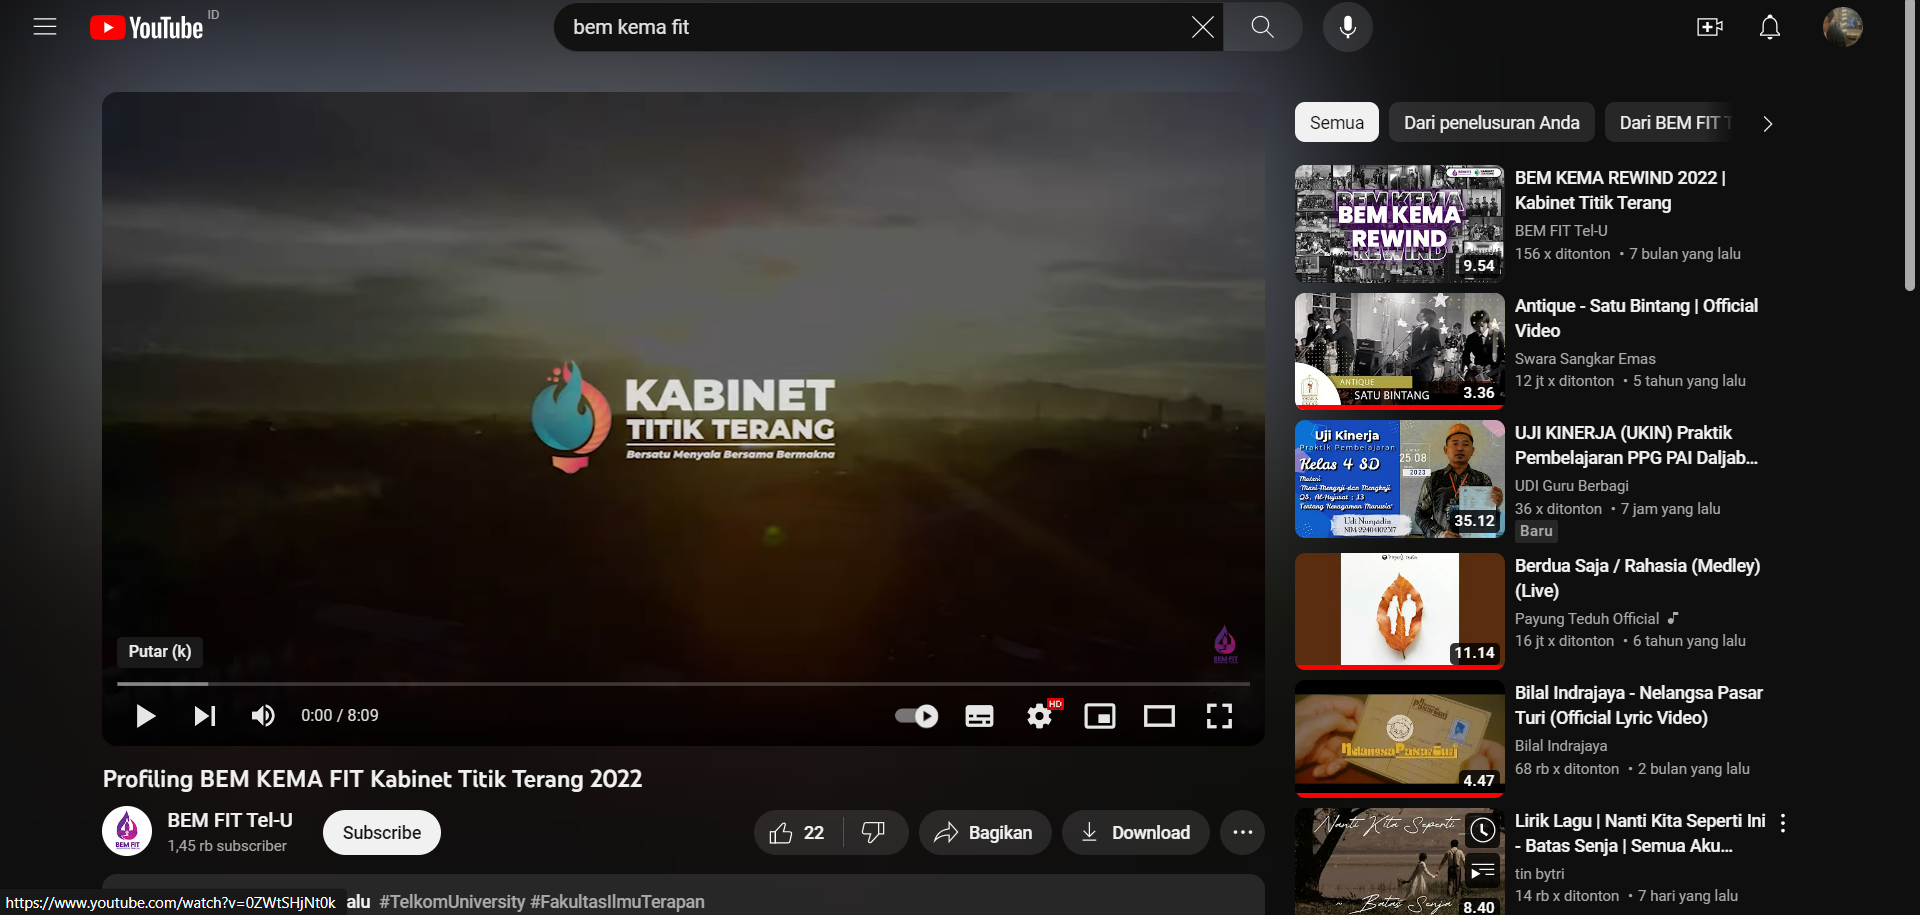 YouTube ID
bem kema fit
KABINET
TITIK TERANG
Bersatu Menyala Bersama Bermakna
BEM FIT
Putar (k)
0:00 / 8:09
HD
Profiling BEM KEMA FIT Kabinet Titik Terang 2022
BEM FIT
BEM FIT Tel-U
1,45 rb subscriber
Subscribe
22
Bagikan
Download
alu #TelkomUniversity #FakultasIlmuTerapan
https://www.youtube.com/watch?v=0ZWtSHjNt0k
Semua
Dari penelusuran Anda
Dari BEM FIT T
BEM KEMA
REWIND
9.54
BEM KEMA REWIND 2022 |
Kabinet Titik Terang
BEM FIT Tel-U
156 x ditonton • 7 bulan yang lalu
ANTIQUE
SATU BINTANG
3.36
Antique - Satu Bintang | Official
Video
Swara Sangkar Emas
12 jt x ditonton • 5 tahun yang lalu
Uji Kinerja
Praktik Pembelajaran
Kelas 4 SD
25 08
2023
35.12
UJI KINERJA (UKIN) Praktik
Pembelajaran PPG PAI Daljab...
UDI Guru Berbagi
36 x ditonton • 7 jam yang lalu
Baru
11.14
Berdua Saja / Rahasia (Medley)
(Live)
Payung Teduh Official
16 jt x ditonton • 6 tahun yang lalu
4.47
Bilal Indrajaya - Nelangsa Pasar
Turi (Official Lyric Video)
Bilal Indrajaya
68 rb x ditonton • 2 bulan yang lalu
Nanti Kita Seperti
~ Batas Senja
8.40
Lirik Lagu | Nanti Kita Seperti Ini
- Batas Senja | Semua Aku...
tin bytri
14 rb x ditonton • 7 hari yang lalu